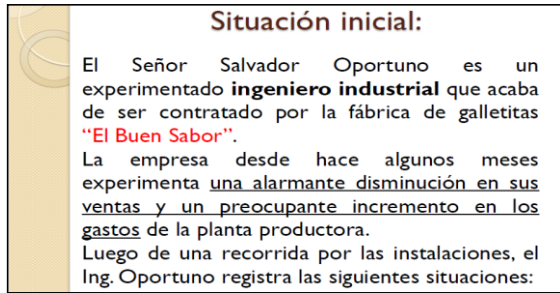 Situación inicial:
El Señor Salvador Oportuno es un
experimentado ingeniero industrial que acaba
de ser contratado por la fábrica de galletitas
“El Buen Sabor”.
La empresa desde hace algunos meses
experimenta una alarmante disminución en sus
ventas y un preocupante incremento en los
gastos de la planta productora.
Luego de una recorrida por las instalaciones, el
Ing. Oportuno registra las siguientes situaciones: